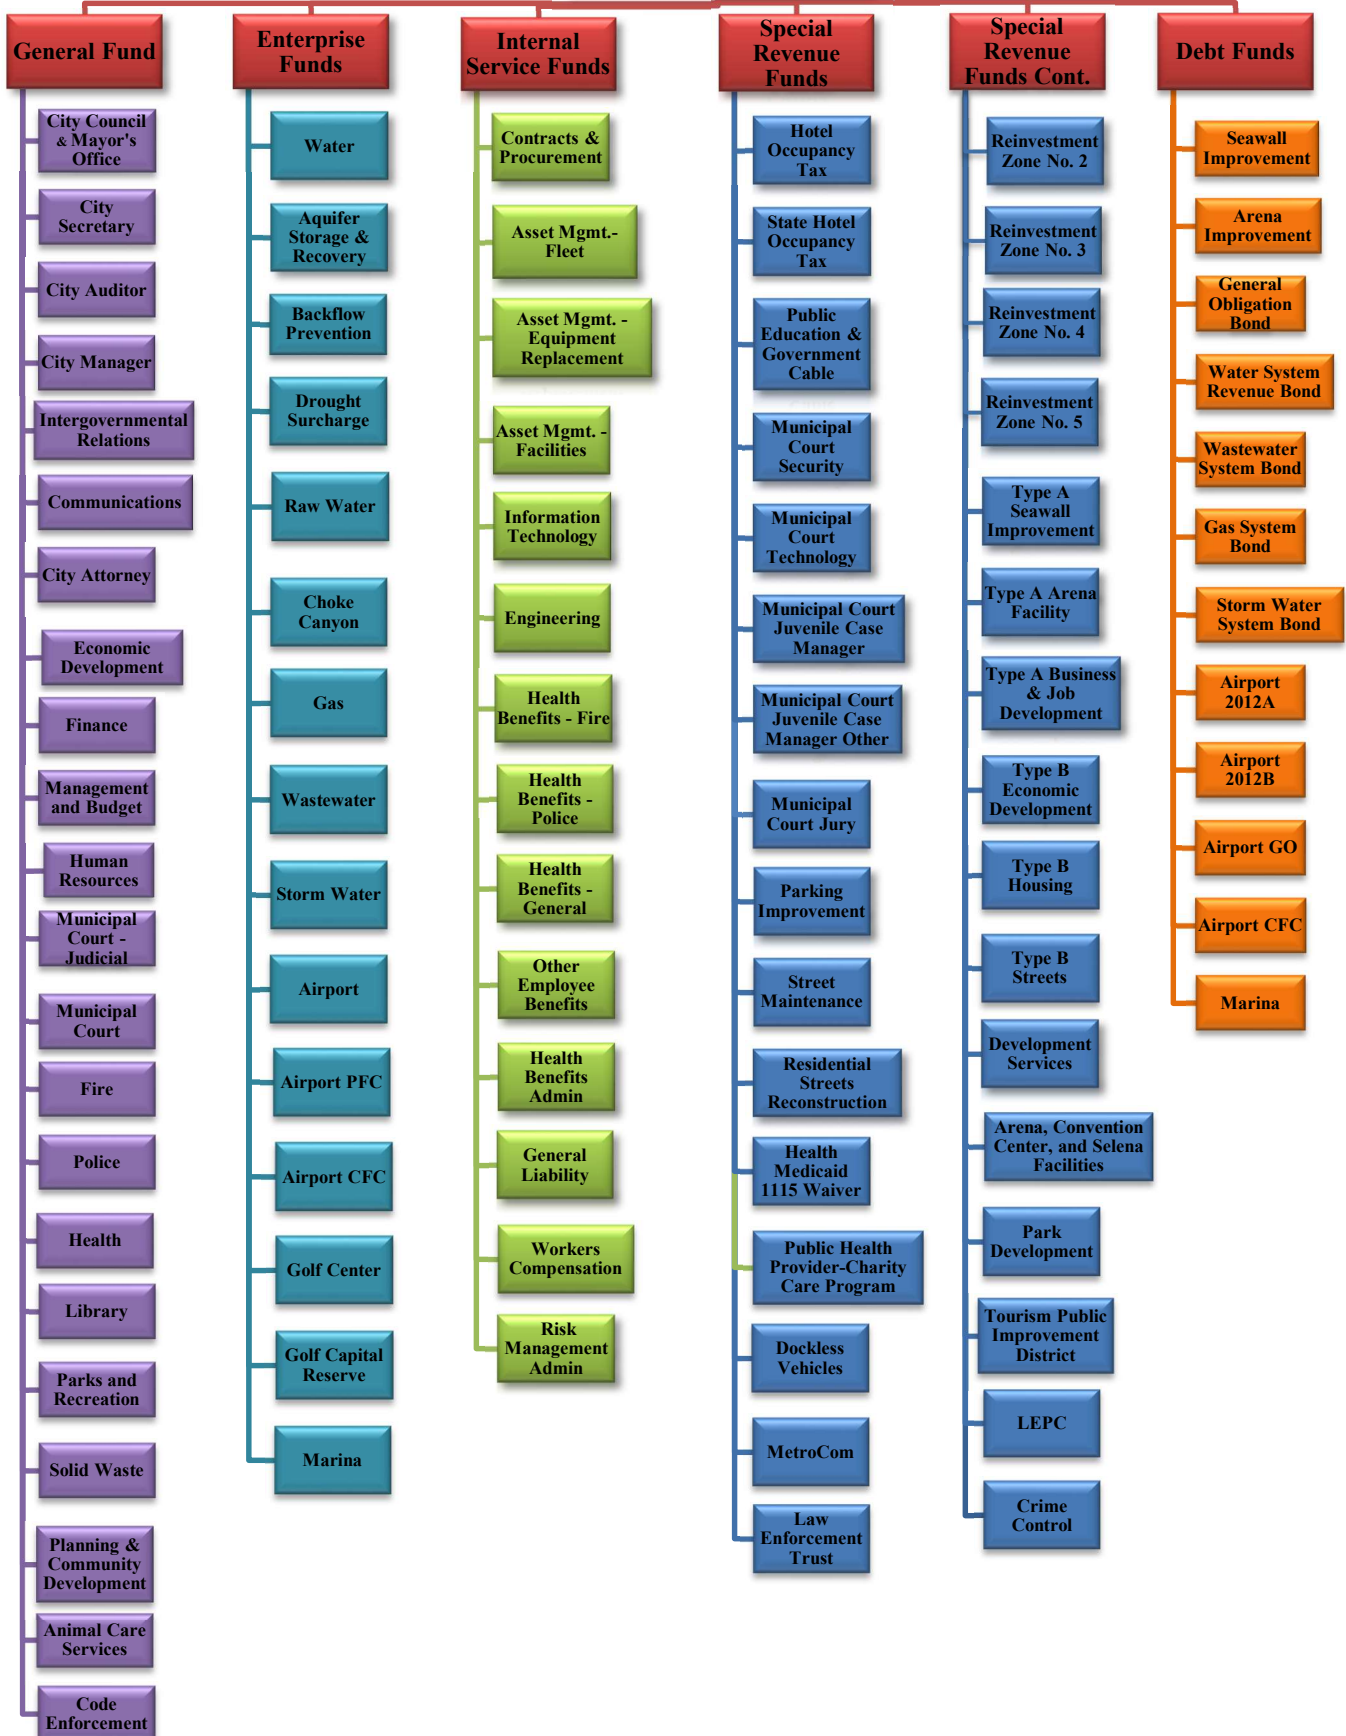 General Fund
City Council
& Mayor's
Office
City
Secretary
City Auditor
City Manager
Intergovernmental
Relations
Communications
City Attorney
Economic
Development
Finance
Management
and Budget
Human
Resources
Municipal
Court -
Judicial
Municipal
Court
Fire
Police
Health
Library
Parks and
Recreation
Solid Waste
Planning &
Community
Development
Animal Care
Services
Code
Enforcement
Enterprise
Funds
Water
Aquifer
Storage &
Recovery
Backflow
Prevention
Drought
Surcharge
Raw Water
Choke
Canyon
Gas
Wastewater
Storm Water
Airport
Airport PFC
Airport CFC
Golf Center
Golf Capital
Reserve
Marina
Internal
Service Funds
Contracts &
Procurement
Asset Mgmt.-
Fleet
Asset Mgmt. -
Equipment
Replacement
Asset Mgmt. -
Facilities
Information
Technology
Engineering
Health
Benefits - Fire
Health
Benefits -
Police
Health
Benefits -
General
Other
Employee
Benefits
Health
Benefits
Admin
General
Liability
Workers
Compensation
Risk
Management
Admin
Special
Revenue
Funds
Hotel
Occupancy
Tax
State Hotel
Occupancy
Tax
Public
Education &
Government
Cable
Municipal
Court
Security
Municipal
Court
Technology
Municipal Court
Juvenile Case
Manager
Municipal Court
Juvenile Case
Manager Other
Municipal
Court Jury
Parking
Improvement
Street
Maintenance
Residential
Streets
Reconstruction
Health
Medicaid
1115 Waiver
Public Health
Provider-Charity
Care Program
Dockless
Vehicles
MetroCom
Law
Enforcement
Trust
Special
Revenue
Funds Cont.
Reinvestment
Zone No. 2
Reinvestment
Zone No. 3
Reinvestment
Zone No. 4
Reinvestment
Zone No. 5
Type A
Seawall
Improvement
Type A Arena
Facility
Type A Business
& Job
Development
Type B
Economic
Development
Type B
Housing
Type B
Streets
Development
Services
Arena, Convention
Center, and Selena
Facilities
Park
Development
Tourism Public
Improvement
District
LEPC
Crime
Control
Debt Funds
Seawall
Improvement
Arena
Improvement
General
Obligation
Bond
Water System
Revenue Bond
Wastewater
System Bond
Gas System
Bond
Storm Water
System Bond
Airport
2012A
Airport
2012B
Airport GO
Airport CFC
Marina